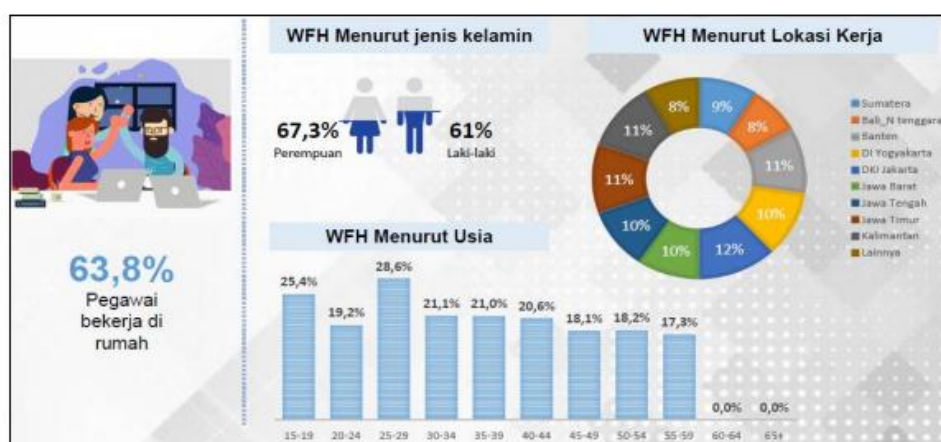 WFH Menurut jenis kelamin
67,3%
Perempuan
61%
Laki-laki
WFH Menurut Lokasi Kerja
8%
9%
8%
11%
10%
12%
10%
10%
11%
11%
Sumatera
Bali_N tenggara
Banten
DI Yogyakarta
DKI Jakarta
Jawa Barat
Jawa Tengah
Jawa Timur
Kalimantan
Lainnya
63,8%
Pegawai
bekerja di
rumah
WFH Menurut Usia
25,4%
19,2%
28,6%
21,1%
21,0%
20,6%
18,1%
18,2%
17,3%
0,0%
0,0%
15-19
20-24
25-29
30-34
35-39
40-44
45-49
50-54
55-59
60-64
65+